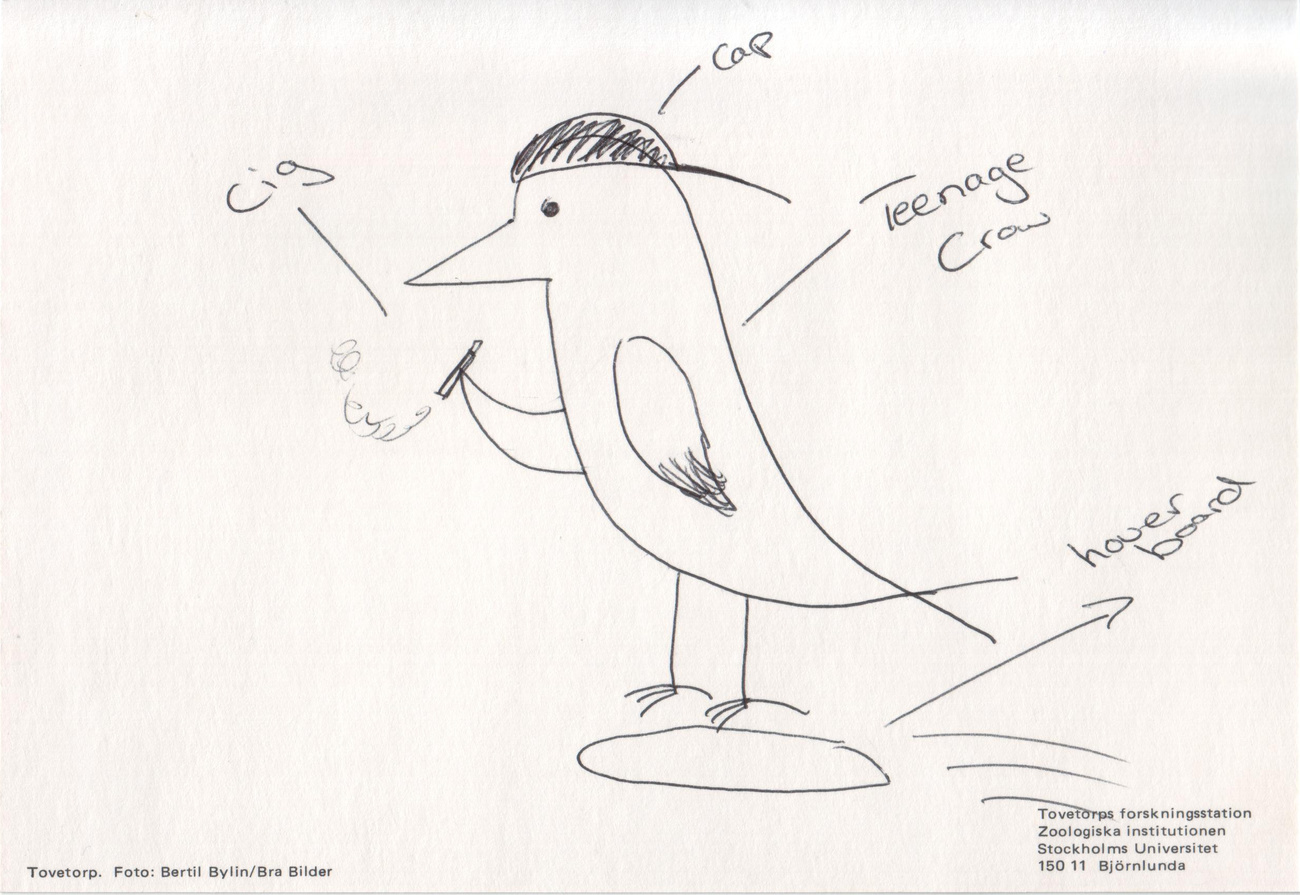 cap
Cig
Teenage
Crow
hover
board
Tovetorps forskningsstation
Zoologiska institutionen
Stockholms Universitet
150 11 Björnlunda
Tovetorp. Foto: Bertil Bylin/Bra Bilder